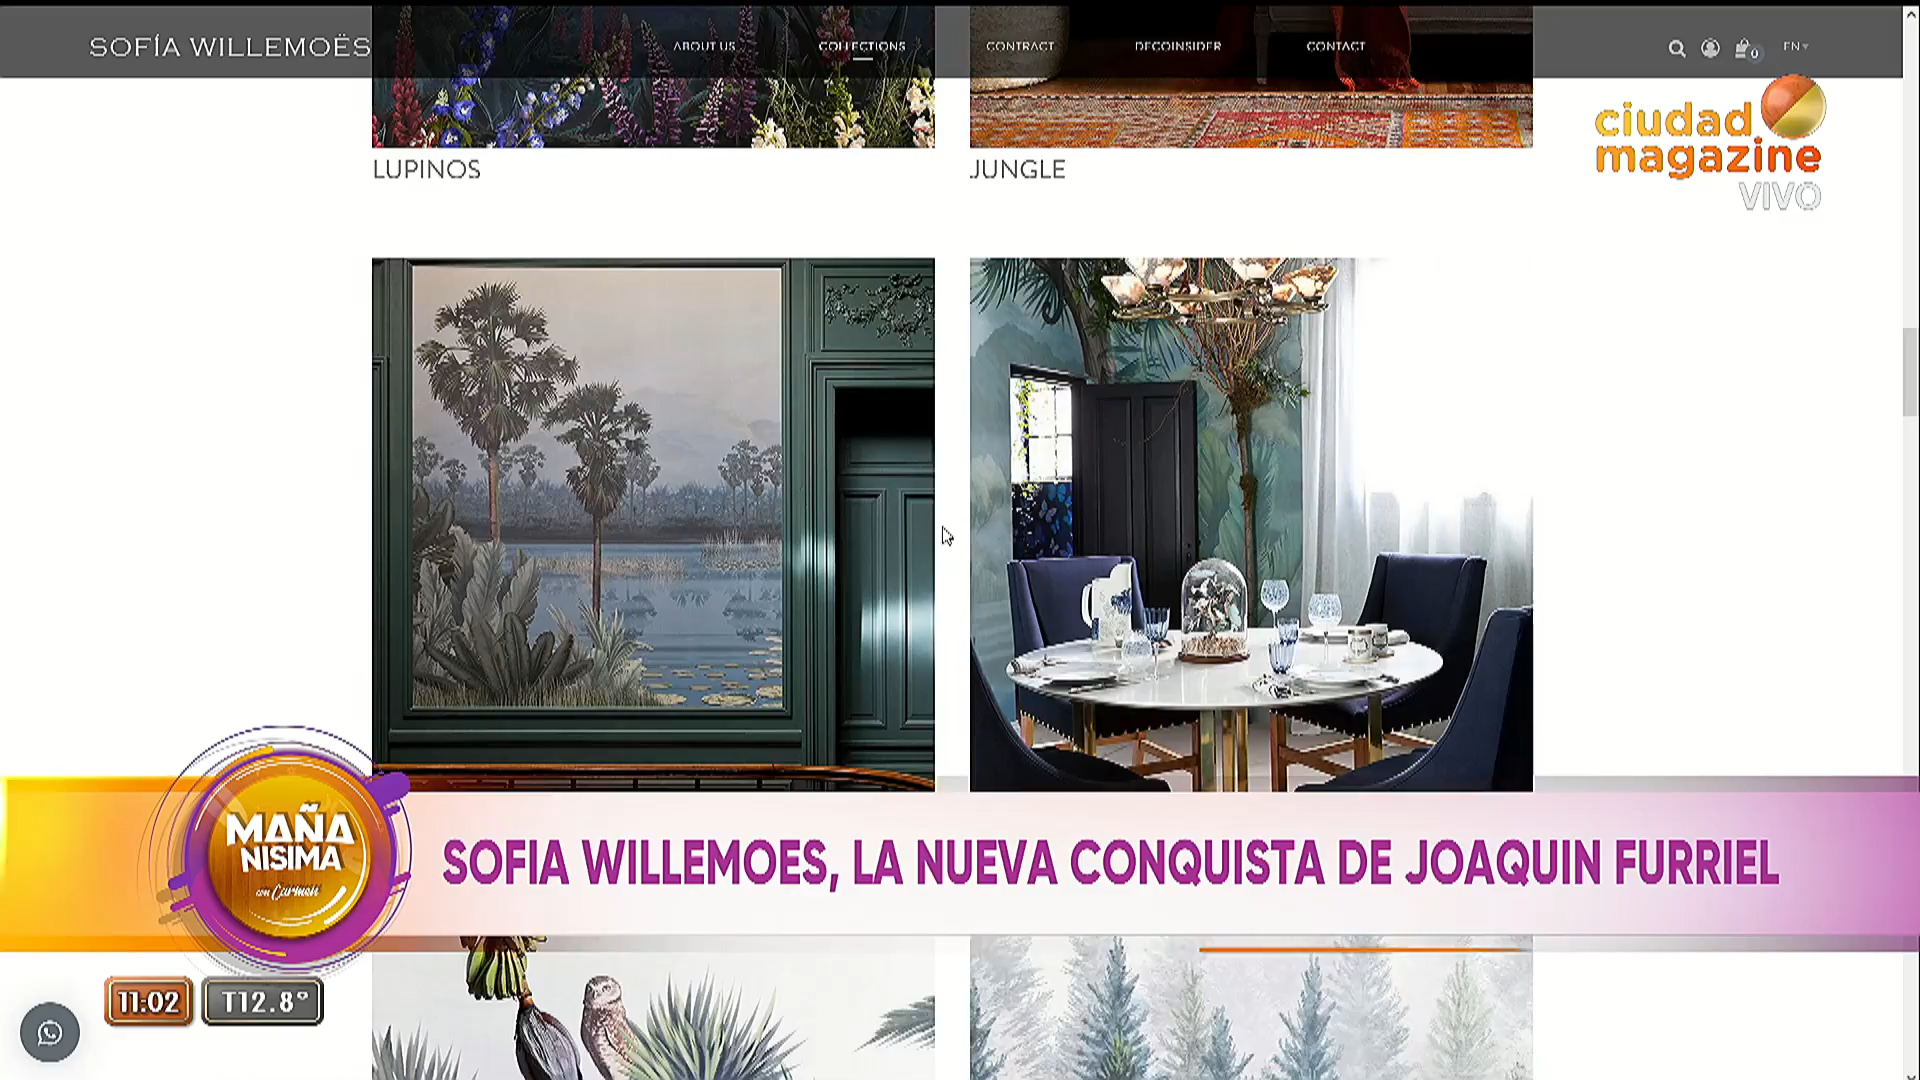 SOFÍA WILLEMOËS
ABOUT US
COLLECTIONS
CONTRACT
DECOINSIDER
CONTACT
0
EN
ciudad
magazine
VIVO
LUPINOS
JUNGLE
MAÑA
NISIMA
con Carmen
SOFIA WILLEMOES, LA NUEVA CONQUISTA DE JOAQUIN FURRIEL
11:02
T12.8°